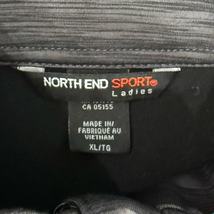 NORTH END SPORT®
Ladies
CA 05155
MADE IN/
FABRIQUÉ AU
VIETNAM
XL/TG